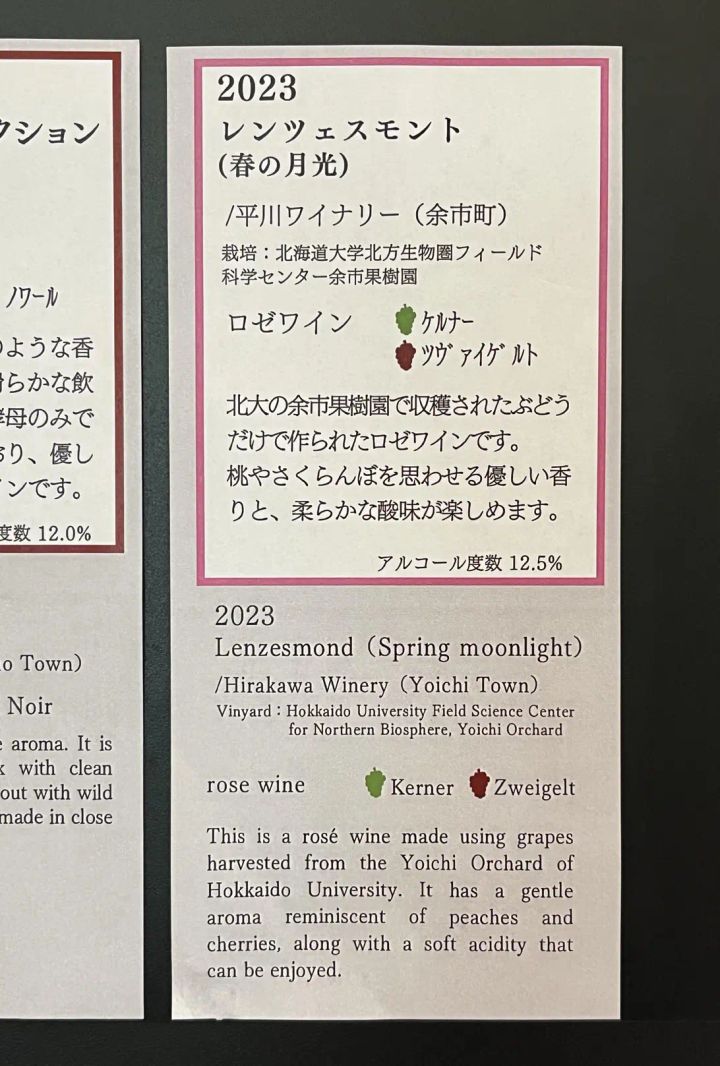 クション
ノワール
のような香
滑らかな飲
酵母のみで
おり、優し
インです。
度数 12.0%
o Town）
Noir
aroma. It is
with clean
out with wild
made in close
2023
レンツェスモント
(春の月光)
/平川ワイナリー（余市町）
栽培：北海道大学北方生物圏フィールド
科学センター余市果樹園
ロゼワイン ケルナー
ツヴァイゲルト
北大の余市果樹園で収穫されたぶどう
だけで作られたロゼワインです。
桃やさくらんぼを思わせる優しい香
りと、柔らかな酸味が楽しめます。
アルコール度数 12.5%
2023
Lenzesmond（Spring moonlight）
/Hirakawa Winery（Yoichi Town）
Vinyard：Hokkaido University Field Science Center
for Northern Biosphere, Yoichi Orchard
rose wine Kerner Zweigelt
This is a rosé wine made using grapes
harvested from the Yoichi Orchard of
Hokkaido University. It has a gentle
aroma reminiscent of peaches and
cherries, along with a soft acidity that
can be enjoyed.